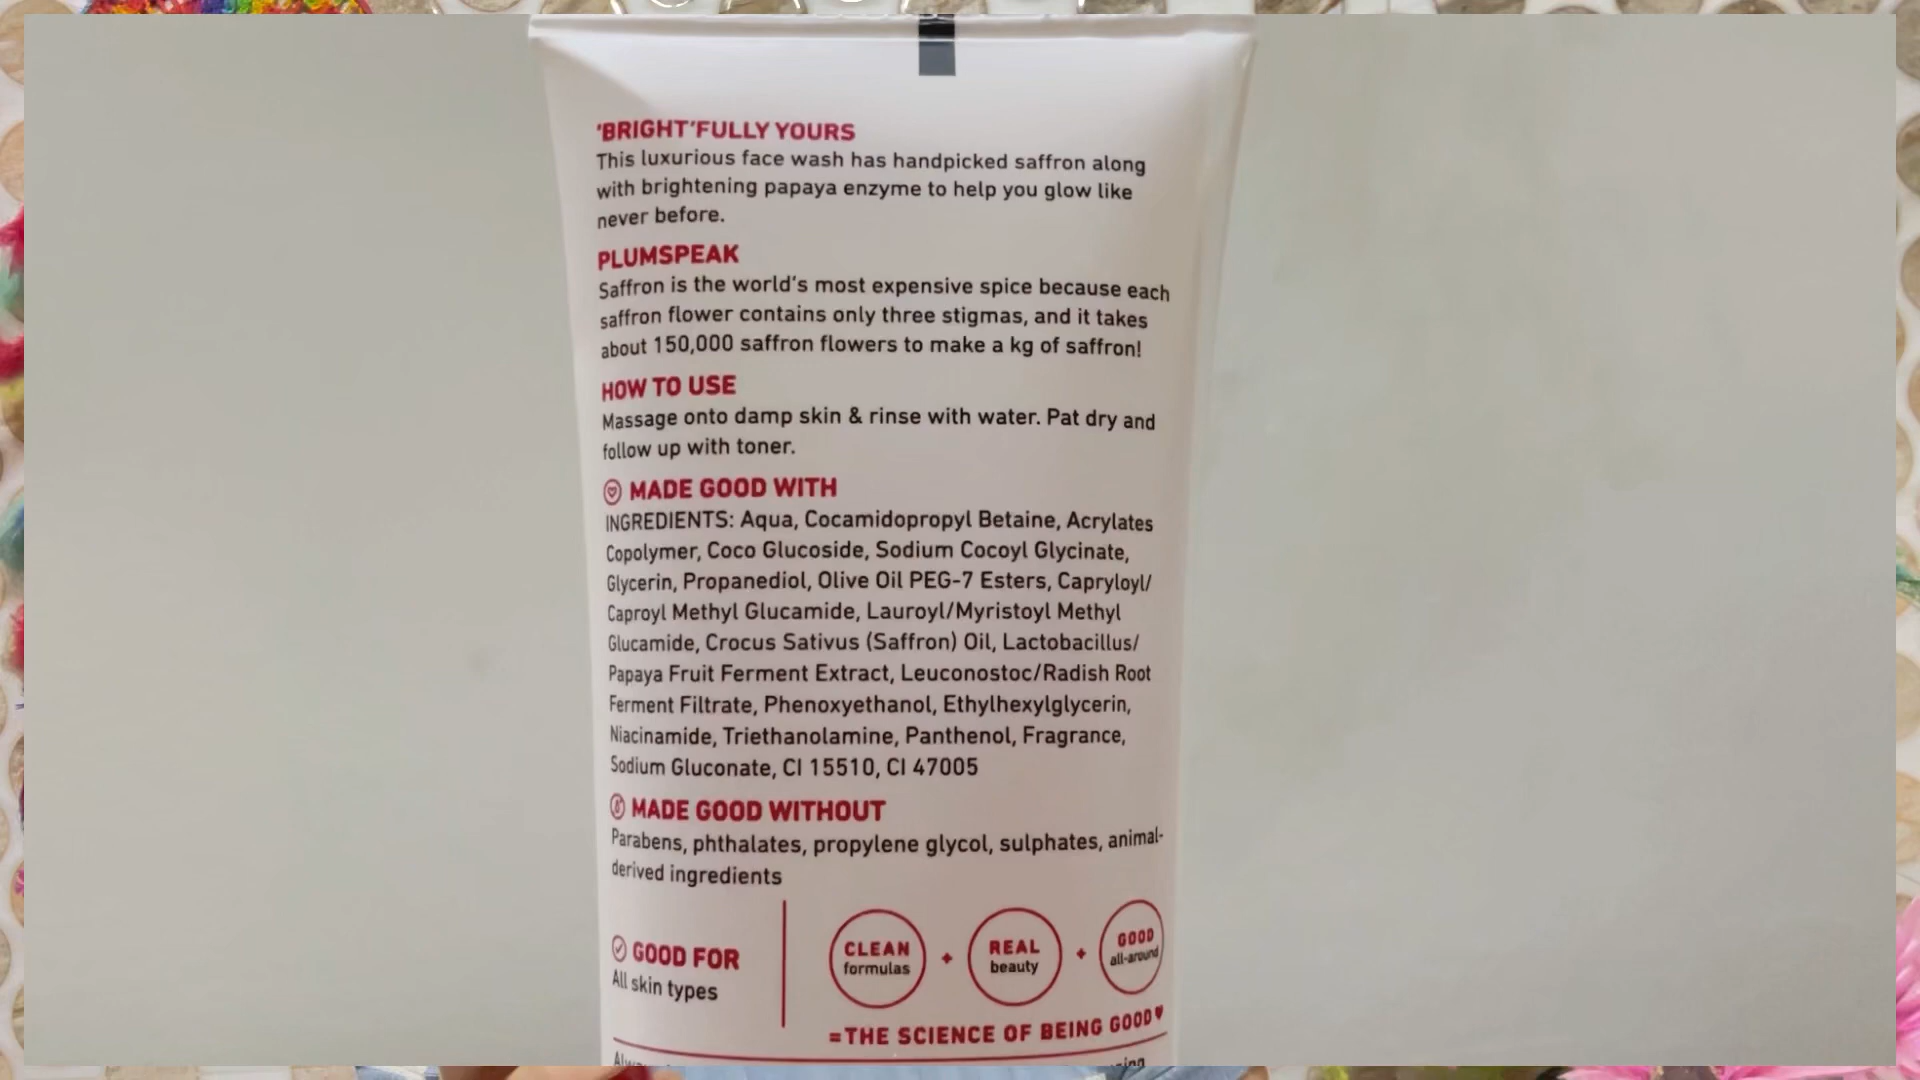 'BRIGHT'FULLY YOURS
This luxurious face wash has handpicked saffron along
with brightening papaya enzyme to help you glow like
never before.
PLUMSPEAK
Saffron is the world's most expensive spice because each
saffron flower contains only three stigmas, and it takes
about 150,000 saffron flowers to make a kg of saffron!
HOW TO USE
Massage onto damp skin & rinse with water. Pat dry and
follow up with toner.
MADE GOOD WITH
INGREDIENTS: Aqua, Cocamidopropyl Betaine, Acrylates
Copolymer, Coco Glucoside, Sodium Cocoyl Glycinate,
Glycerin, Propanediol, Olive Oil PEG-7 Esters, Capryloyl/
Caproyl Methyl Glucamide, Lauroyl/Myristoyl Methyl
Glucamide, Crocus Sativus (Saffron) Oil, Lactobacillus/
Papaya Fruit Ferment Extract, Leuconostoc/Radish Root
Ferment Filtrate, Phenoxyethanol, Ethylhexylglycerin,
Niacinamide, Triethanolamine, Panthenol, Fragrance,
Sodium Gluconate, CI 15510, CI 47005
MADE GOOD WITHOUT
Parabens, phthalates, propylene glycol, sulphates, animal-
derived ingredients
GOOD FOR
All skin types
CLEAN
formulas
+
REAL
beauty
+
GOOD
all-around
=THE SCIENCE OF BEING GOOD♥